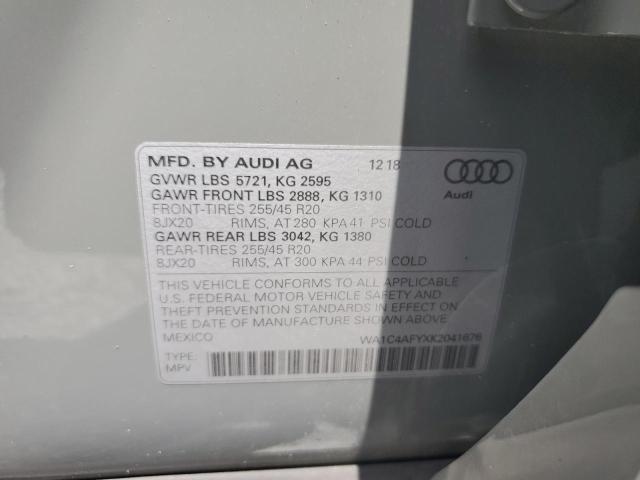 MFD. BY AUDI AG 12 18
GVWR LBS 5721, KG 2595
GAWR FRONT LBS 2888, KG 1310
FRONT-TIRES 255/45 R20
8JX20 RIMS, AT 280 KPA 41 PSI COLD
GAWR REAR LBS 3042, KG 1380
REAR-TIRES 255/45 R20
8JX20 RIMS, AT 300 KPA 44 PSI COLD
Audi
THIS VEHICLE CONFORMS TO ALL APPLICABLE
U.S. FEDERAL MOTOR VEHICLE SAFETY AND
THEFT PREVENTION STANDARDS IN EFFECT ON
THE DATE OF MANUFACTURE SHOWN ABOVE
MEXICO WA1C4AFYXK2041676
TYPE:
MPV